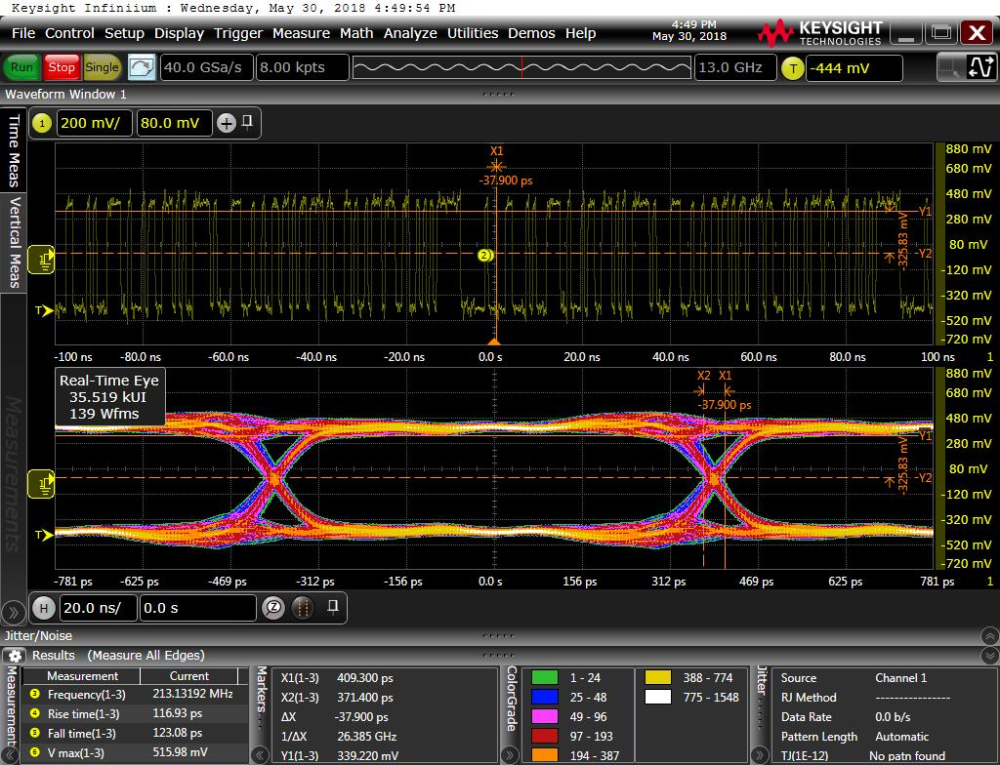 Keysight Infiniium : Wednesday, May 30, 2018 4:49:54 PM
File Control Setup Display Trigger Measure Math Analyze Utilities Demos Help
4:49 PM
May 30, 2018
KEYSIGHT
TECHNOLOGIES
Run Stop Single 40.0 GSa/s 8.00 kpts 13.0 GHz T -444 mV
Waveform Window 1
Time Meas
Vertical Meas
Measurements
1 200 mV/ 80.0 mV +
X1
-37.900 ps
Y1
-325.83 mV
Y2
2
T
880 mV
680 mV
480 mV
280 mV
80 mV
-120 mV
-320 mV
-520 mV
-720 mV
-100 ns -80.0 ns -60.0 ns -40.0 ns -20.0 ns 0.0 s 20.0 ns 40.0 ns 60.0 ns 80.0 ns 100 ns 1
Real-Time Eye
35.519 kUI
139 Wfms
X2 X1
-37.900 ps
Y1
-325.83 mV
Y2
T
880 mV
680 mV
480 mV
280 mV
80 mV
-120 mV
-320 mV
-520 mV
-720 mV
-781 ps -625 ps -469 ps -312 ps -156 ps 0.0 s 156 ps 312 ps 469 ps 625 ps 781 ps 1
H 20.0 ns/ 0.0 s Z
Jitter/Noise
Results (Measure All Edges)
Measurements
Measurement Current
3 Frequency(1-3) 213.13192 MHz
4 Rise time(1-3) 116.93 ps
5 Fall time(1-3) 123.08 ps
6 V max(1-3) 515.98 mV
Markers
X1(1-3) 409.300 ps
X2(1-3) 371.400 ps
ΔX -37.900 ps
1/ΔX 26.385 GHz
Y1(1-3) 339.220 mV
ColorGrade
1 - 24
25 - 48
49 - 96
97 - 193
194 - 387
388 - 774
775 - 1548
Jitter
Source Channel 1
RJ Method ----------------
Data Rate 0.0 b/s
Pattern Length Automatic
TJ(1E-12) No path found